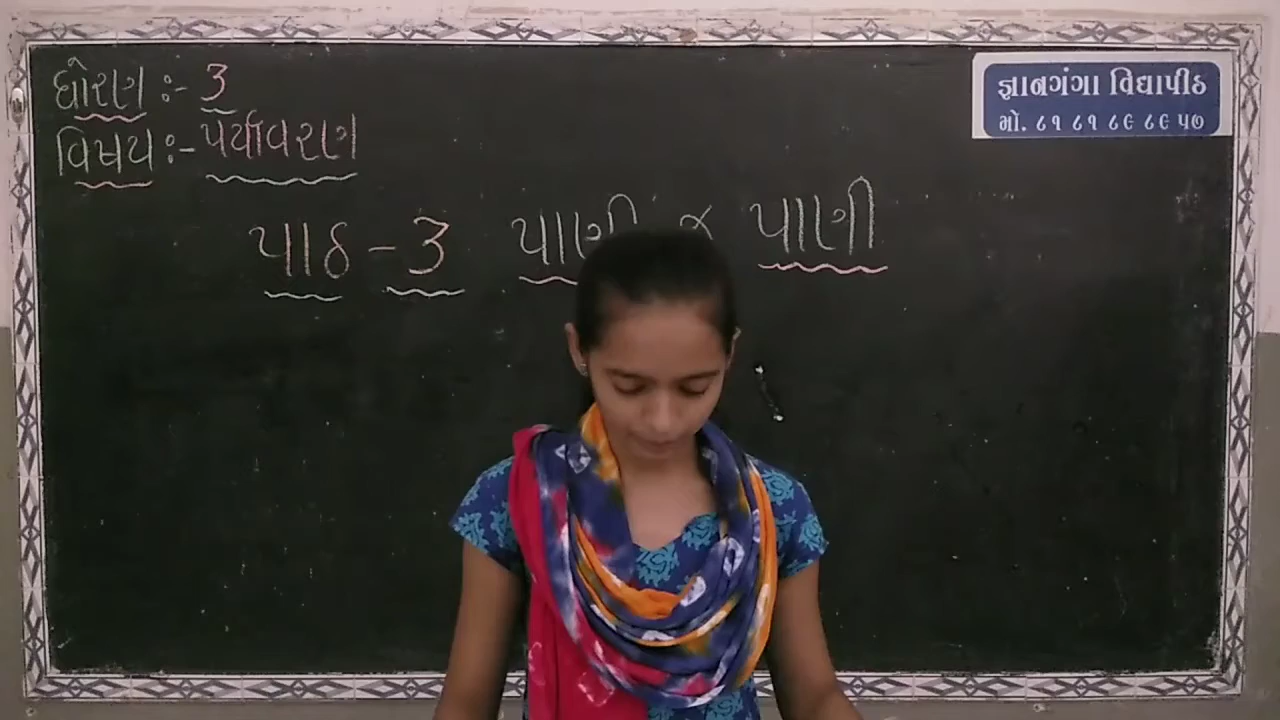 ધોરણ :- 3
વિષય :- પર્યાવરણ
પાઠ - 3 પાણી જ પાણી
જ્ઞાનગંગા વિદ્યાપીઠ
મો. ૮૧ ૮૧ ૮૯ ૮૯ ૫૭